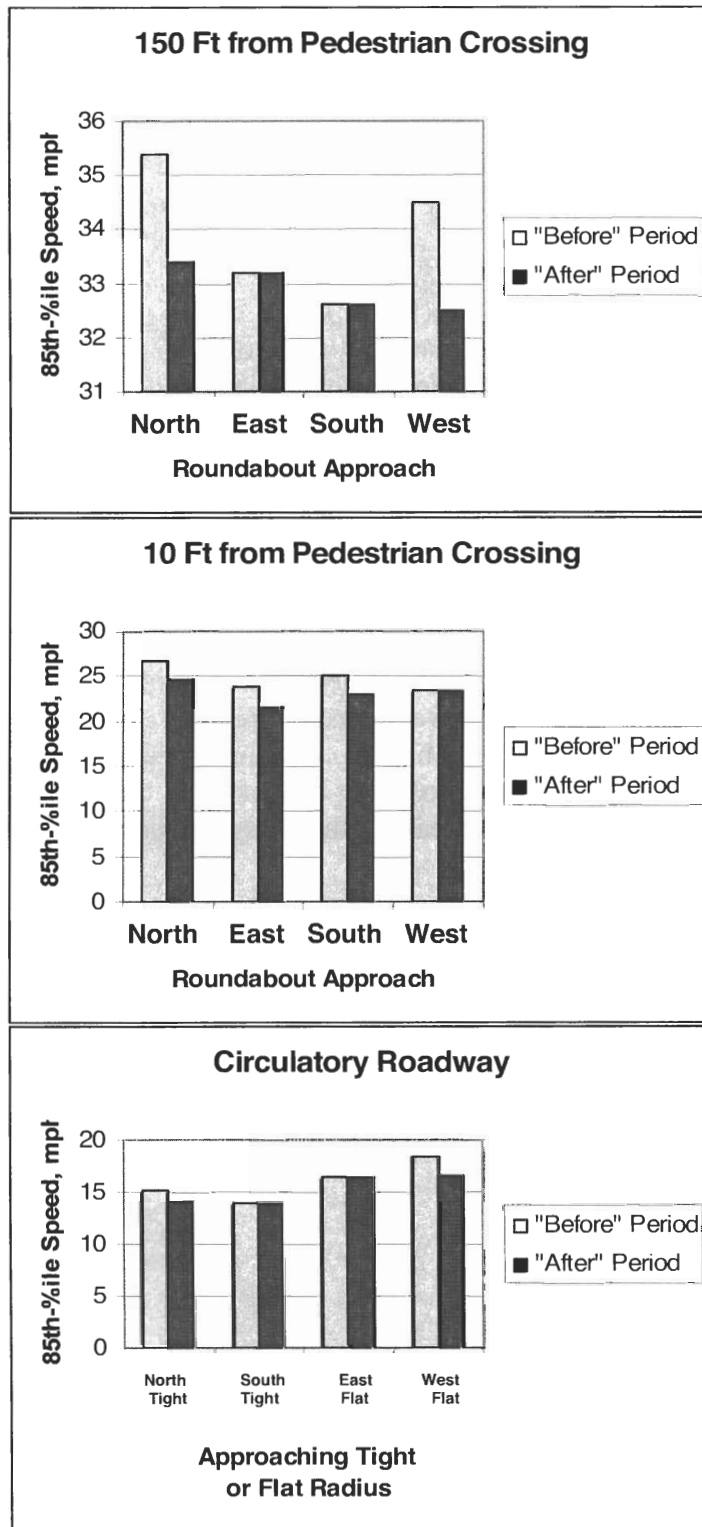 150 Ft from Pedestrian Crossing
85th-%ile Speed, mph
36
35
34
33
32
31
North East South West
Roundabout Approach
"Before" Period
"After" Period
10 Ft from Pedestrian Crossing
85th-%ile Speed, mph
30
25
20
15
10
5
0
North East South West
Roundabout Approach
"Before" Period
"After" Period
Circulatory Roadway
85th-%ile Speed, mph
20
15
10
5
0
North South East West
Tight Tight Flat Flat
Approaching Tight
or Flat Radius
"Before" Period
"After" Period